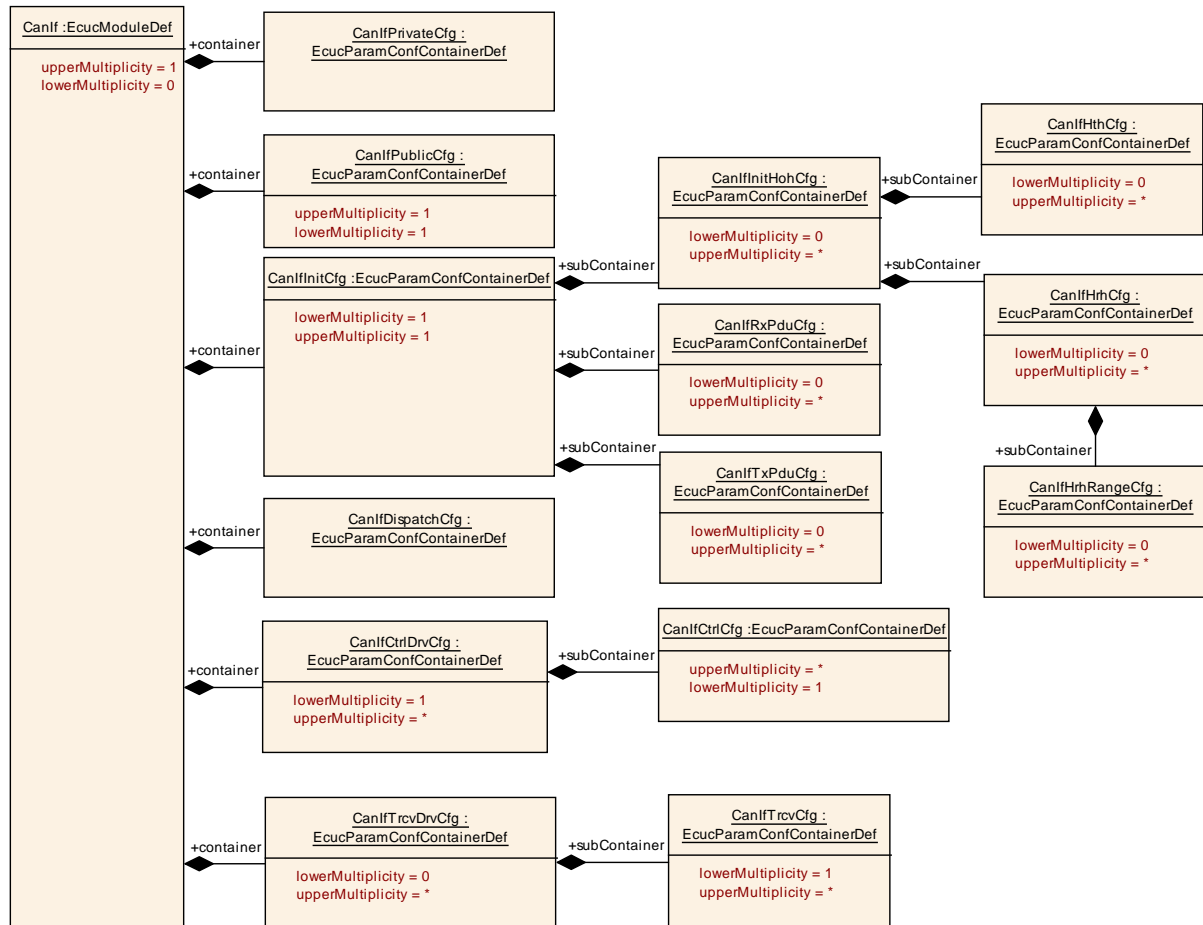 CanIf :EcucModuleDef
upperMultiplicity = 1
lowerMultiplicity = 0
+container
CanIfPrivateCfg :
EcucParamConfContainerDef
+container
CanIfPublicCfg :
EcucParamConfContainerDef
upperMultiplicity = 1
lowerMultiplicity = 1
+container
CanIfInitCfg :EcucParamConfContainerDef
lowerMultiplicity = 1
upperMultiplicity = 1
+subContainer
CanIfInitHohCfg :
EcucParamConfContainerDef
lowerMultiplicity = 0
upperMultiplicity = *
+subContainer
CanIfHthCfg :
EcucParamConfContainerDef
lowerMultiplicity = 0
upperMultiplicity = *
+subContainer
CanIfHrhCfg :
EcucParamConfContainerDef
lowerMultiplicity = 0
upperMultiplicity = *
+subContainer
CanIfHrhRangeCfg :
EcucParamConfContainerDef
lowerMultiplicity = 0
upperMultiplicity = *
+subContainer
CanIfRxPduCfg :
EcucParamConfContainerDef
lowerMultiplicity = 0
upperMultiplicity = *
+subContainer
CanIfTxPduCfg :
EcucParamConfContainerDef
lowerMultiplicity = 0
upperMultiplicity = *
+container
CanIfDispatchCfg :
EcucParamConfContainerDef
+container
CanIfCtrlDrvCfg :
EcucParamConfContainerDef
lowerMultiplicity = 1
upperMultiplicity = *
+subContainer
CanIfCtrlCfg :EcucParamConfContainerDef
upperMultiplicity = *
lowerMultiplicity = 1
+container
CanIfTrcvDrvCfg :
EcucParamConfContainerDef
lowerMultiplicity = 0
upperMultiplicity = *
+subContainer
CanIfTrcvCfg :
EcucParamConfContainerDef
lowerMultiplicity = 1
upperMultiplicity = *